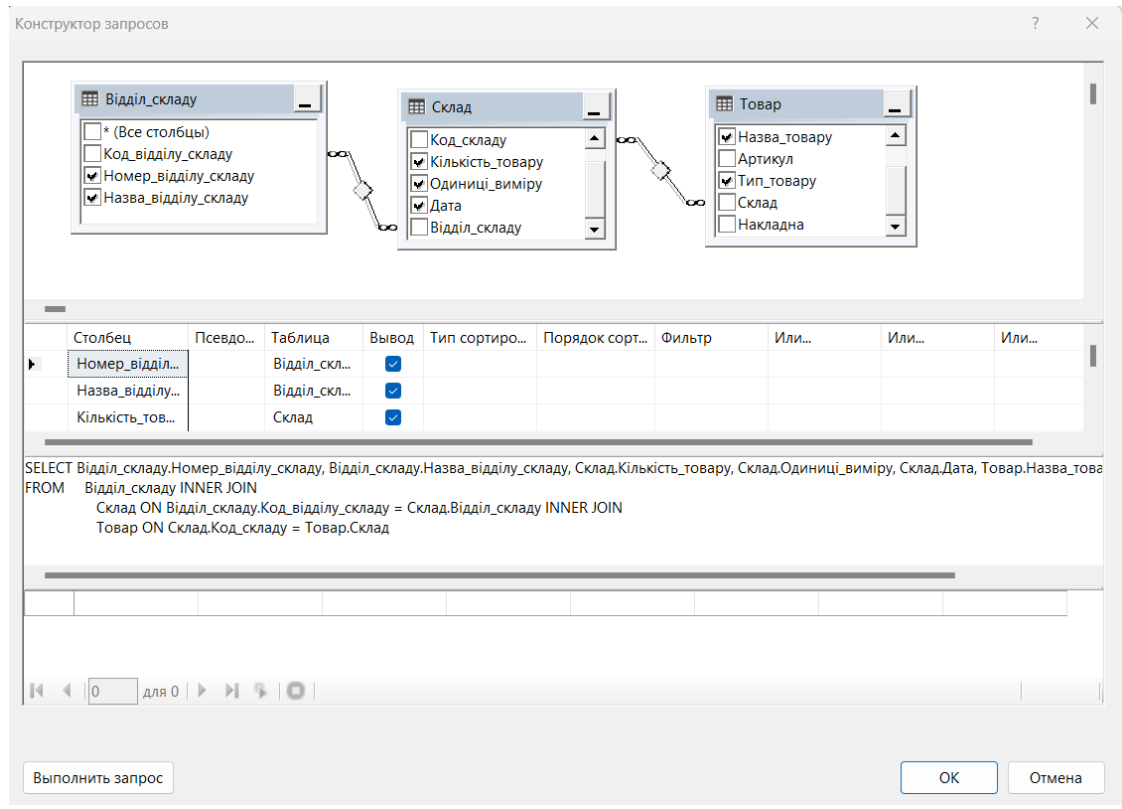 Конструктор запросов ?
Відділ_складу
* (Все столбцы)
Код_відділу_складу
Номер_відділу_складу
Назва_відділу_складу
Склад
Код_складу
Кількість_товару
Одиниці_виміру
Дата
Відділ_складу
Товар
Назва_товару
Артикул
Тип_товару
Склад
Накладна
Столбец Псевдо... Таблица Вывод Тип сортиро... Порядок сорт... Фильтр Или... Или... Или...
Номер_відділ... Відділ_скл...
Назва_відділу... Відділ_скл...
Кількість_тов... Склад
SELECT Відділ_складу.Номер_відділу_складу, Відділ_складу.Назва_відділу_складу, Склад.Кількість_товару, Склад.Одиниці_виміру, Склад.Дата, Товар.Назва_това
FROM Відділ_складу INNER JOIN
Склад ON Відділ_складу.Код_відділу_складу = Склад.Відділ_складу INNER JOIN
Товар ON Склад.Код_складу = Товар.Склад
0 для 0
Выполнить запрос ОК Отмена